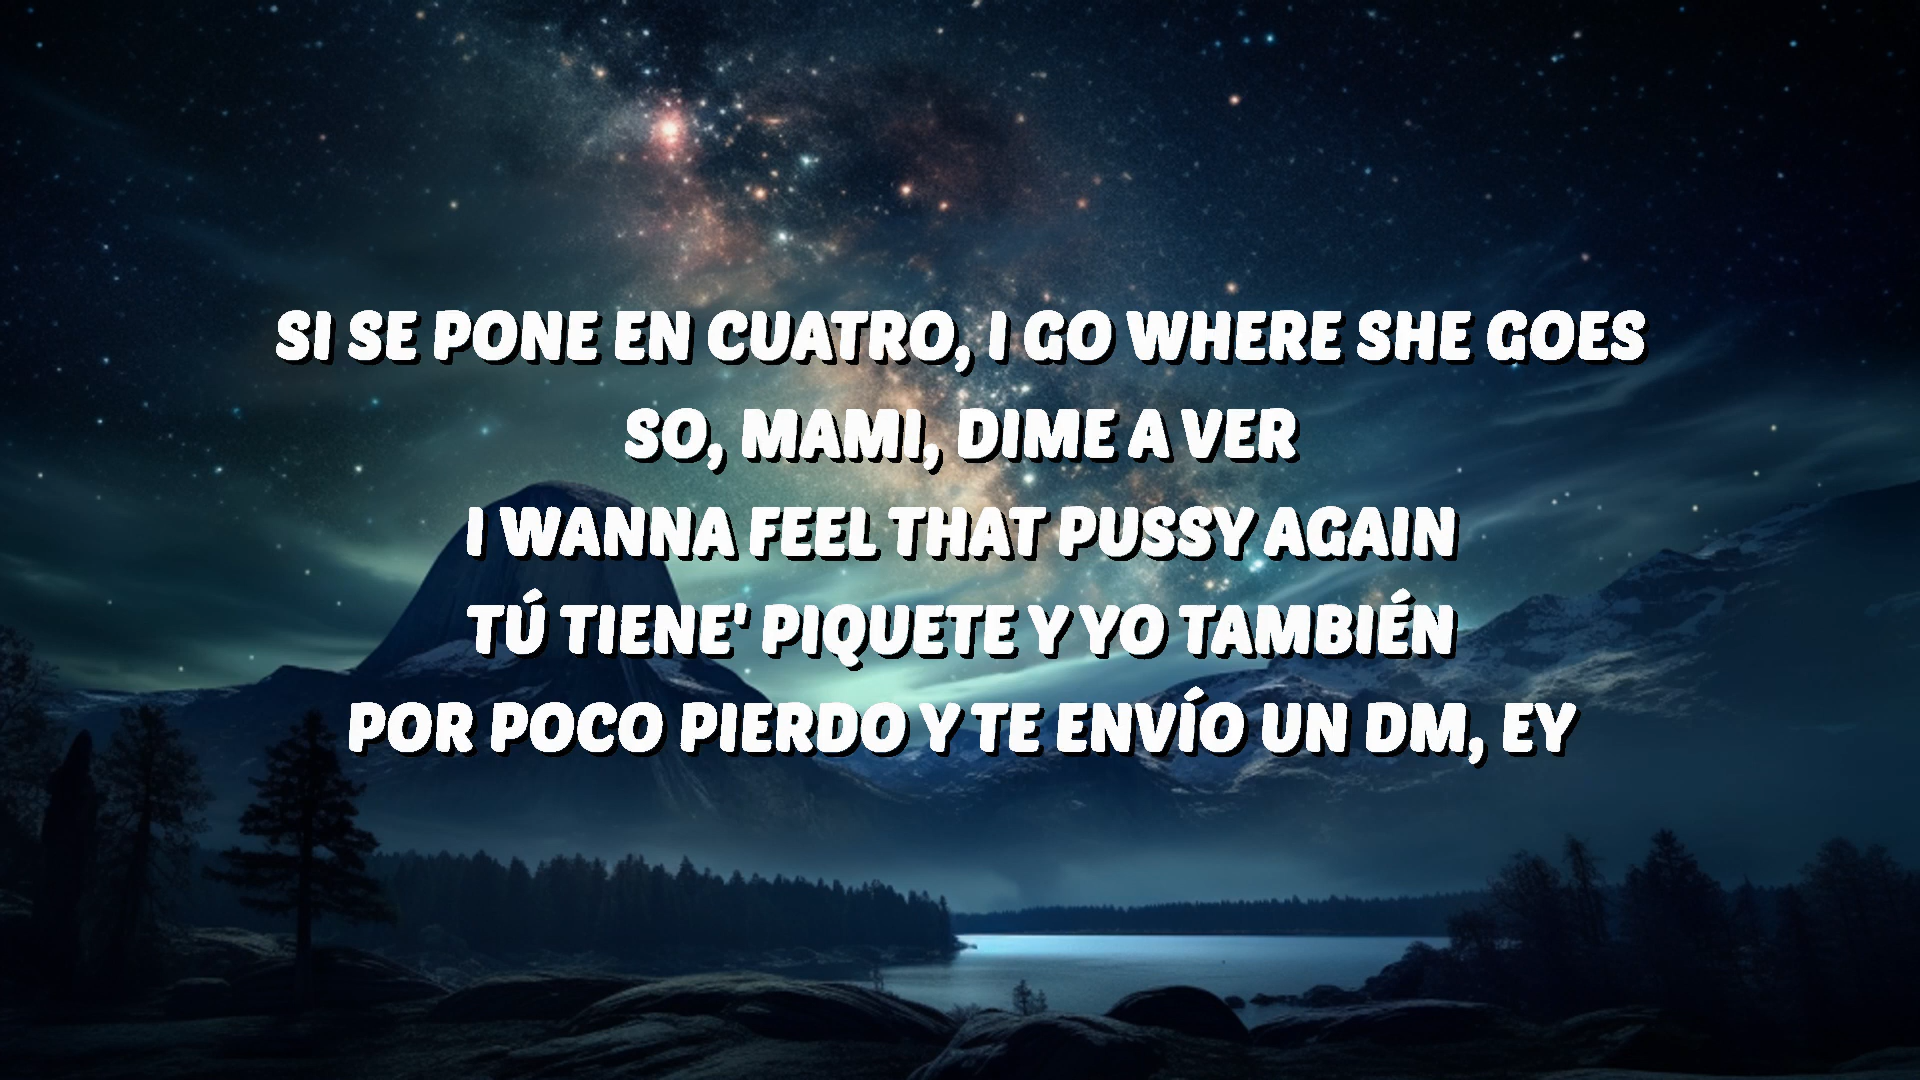 SI SE PONE EN CUATRO, I GO WHERE SHE GOES
SO, MAMI, DIME A VER
I WANNA FEEL THAT PUSSY AGAIN
TÚ TIENE' PIQUETE Y YO TAMBIÉN
POR POCO PIERDO Y TE ENVÍO UN DM, EY